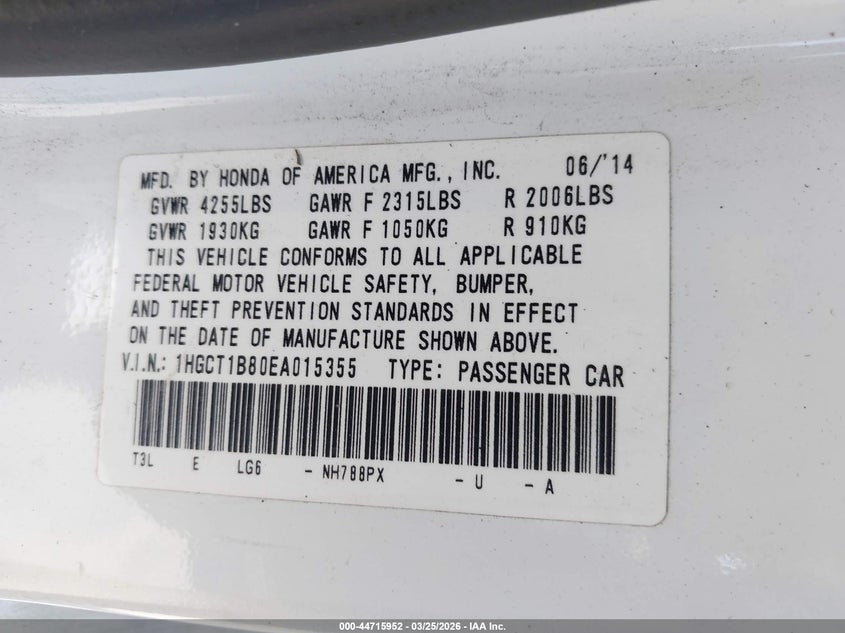 MFD. BY HONDA OF AMERICA MFG., INC. 06/'14
GVWR 4255LBS GAWR F 2315LBS R 2006LBS
GVWR 1930KG GAWR F 1050KG R 910KG
THIS VEHICLE CONFORMS TO ALL APPLICABLE
FEDERAL MOTOR VEHICLE SAFETY, BUMPER,
AND THEFT PREVENTION STANDARDS IN EFFECT
ON THE DATE OF MANUFACTURE SHOWN ABOVE.
V.I.N.: 1HGCT1B80EA015355 TYPE: PASSENGER CAR
T3L E LG6 - NH788PX - U - A
000-44715952 - 03/25/2026 - IAA Inc.